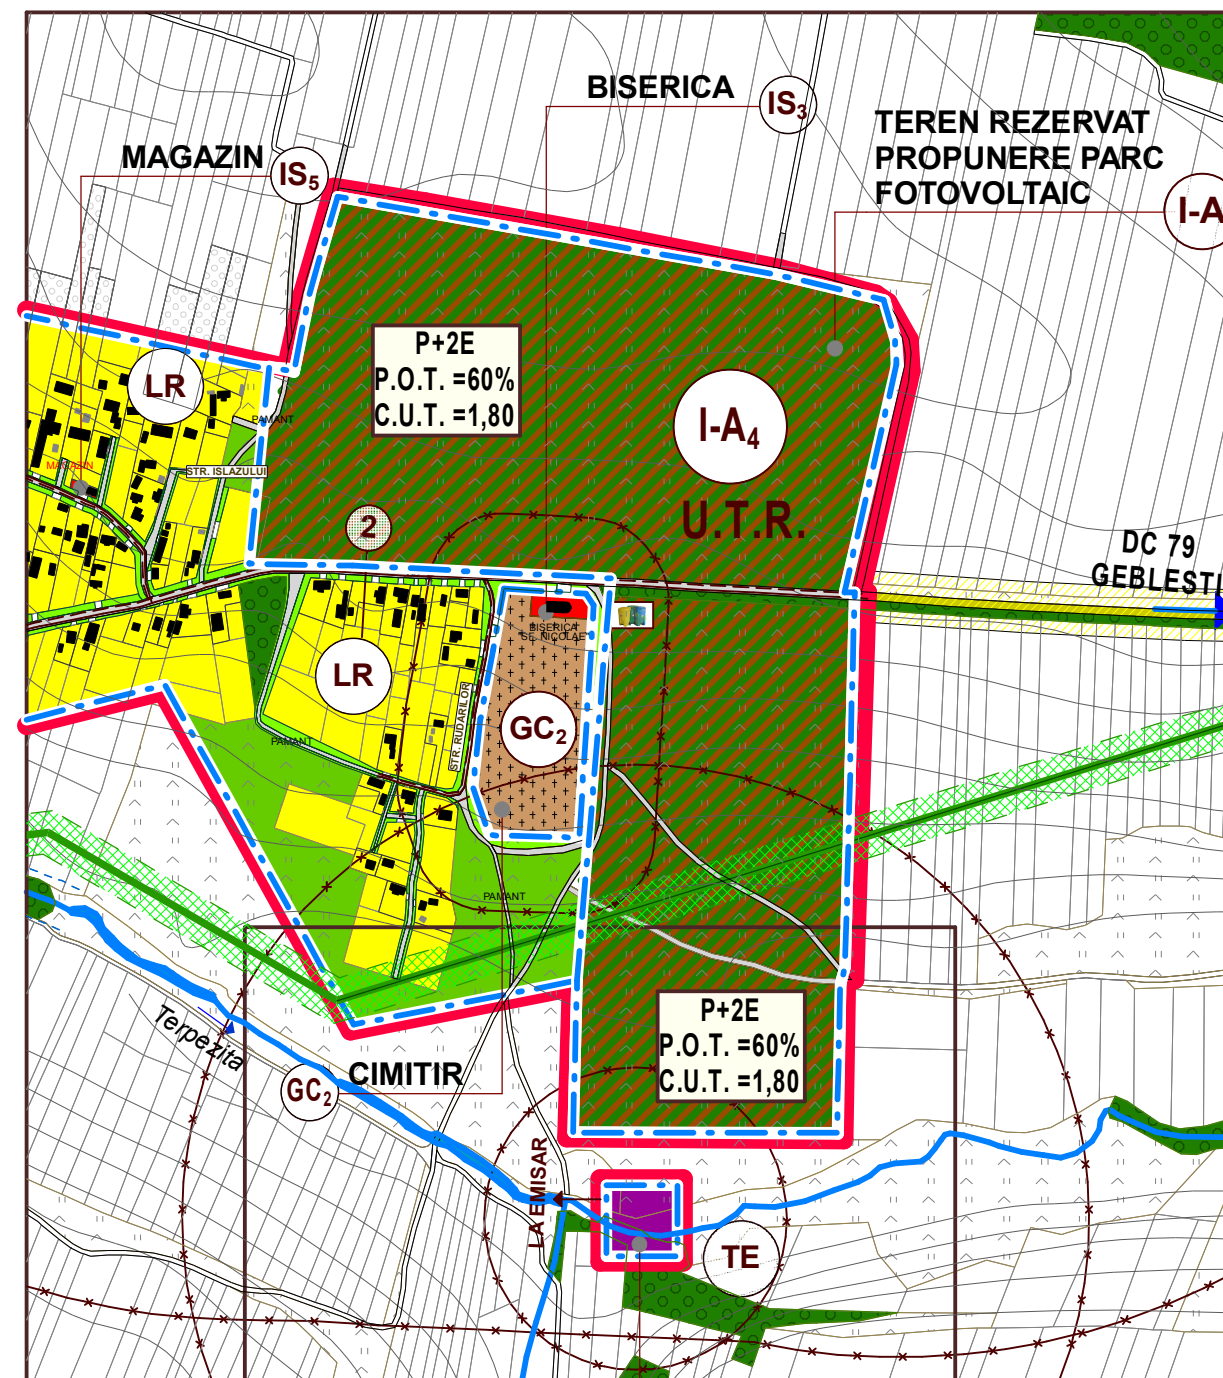 BISERICA
IS3
TEREN REZERVAT
PROPUNERE PARC
FOTOVOLTAIC
MAGAZIN
IS5
I-A
P+2E
P.O.T. =60%
C.U.T. =1,80
LR
I-A4
PAMANT
MAGAZIN
STR. ISLAZULUI
2
U.T.R.
DC 79
GEBLESTI
BISERICA
SF. NICOLAE
LR
STR. RUDARILOR
GC2
PAMANT
PAMANT
Terpezita
P+2E
P.O.T. =60%
C.U.T. =1,80
GC2
CIMITIR
LA EMISAR
TE